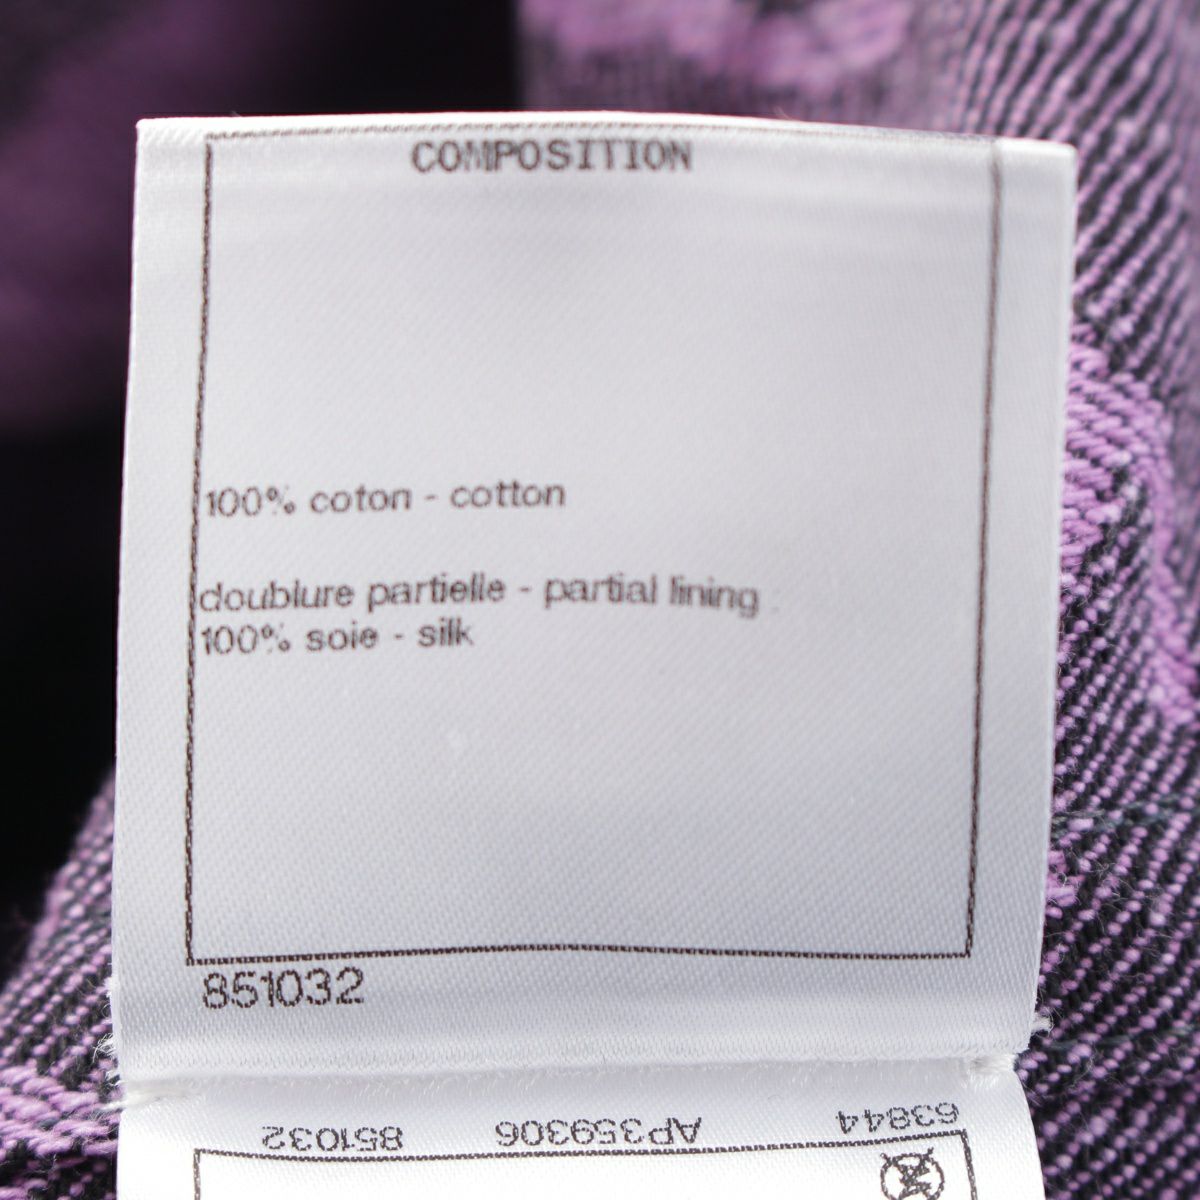 COMPOSITION
100% coton - cotton
doublure partielle - partial lining
100% soie - silk
851032
63844 AP359306 851032